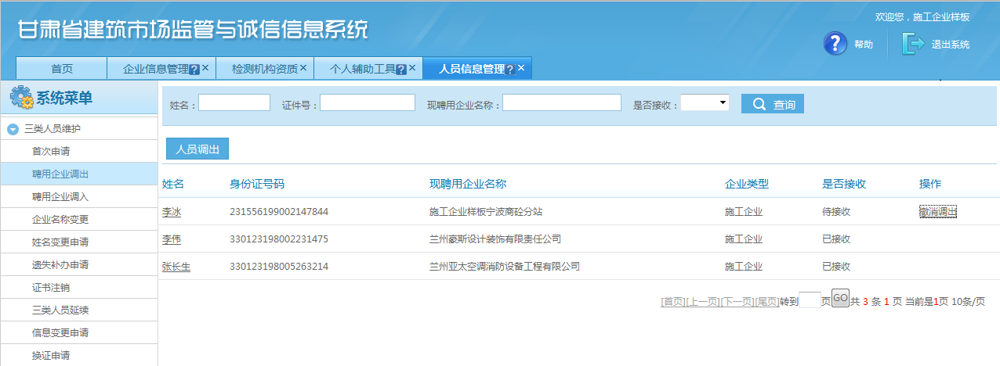 甘肃省建筑市场监管与诚信信息系统
欢迎您，施工企业样板
帮助
退出系统
首页 企业信息管理 检测机构资质 个人辅助工具 人员信息管理
系统菜单
三类人员维护
首次申请
聘用企业调出
聘用企业调入
企业名称变更
姓名变更申请
遗失补办申请
证书注销
三类人员延续
信息变更申请
换证申请
姓名： 证件号： 现聘用企业名称： 是否接收： 查询
人员调出
姓名 身份证号码 现聘用企业名称 企业类型 是否接收 操作
李冰 231556199002147844 施工企业样板宁波商砼分站 施工企业 待接收 撤消调出
李伟 330123198002231475 兰州豪斯设计装饰有限责任公司 施工企业 已接收
张长生 330123198005263214 兰州亚太空调消防设备工程有限公司 施工企业 已接收
[首页][上一页][下一页][尾页]转到 页 GO 共 3 条 1 页 当前是1页 10条/页